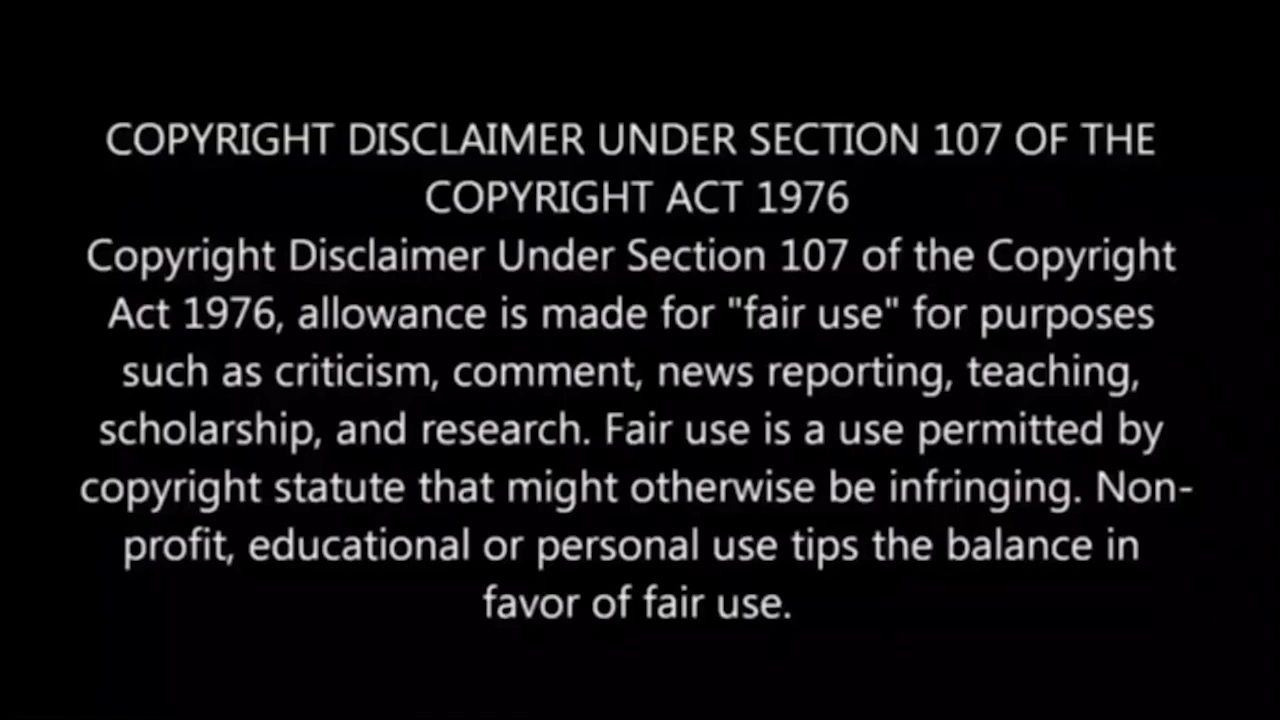 COPYRIGHT DISCLAIMER UNDER SECTION 107 OF THE
COPYRIGHT ACT 1976
Copyright Disclaimer Under Section 107 of the Copyright
Act 1976, allowance is made for "fair use" for purposes
such as criticism, comment, news reporting, teaching,
scholarship, and research. Fair use is a use permitted by
copyright statute that might otherwise be infringing. Non-
profit, educational or personal use tips the balance in
favor of fair use.